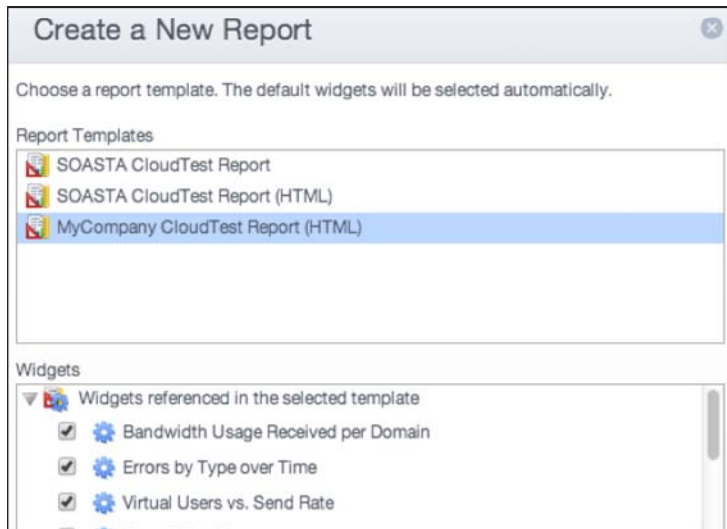 Create a New Report
Choose a report template. The default widgets will be selected automatically.
Report Templates
SOASTA CloudTest Report
SOASTA CloudTest Report (HTML)
MyCompany CloudTest Report (HTML)
Widgets
Widgets referenced in the selected template
Bandwidth Usage Received per Domain
Errors by Type over Time
Virtual Users vs. Send Rate